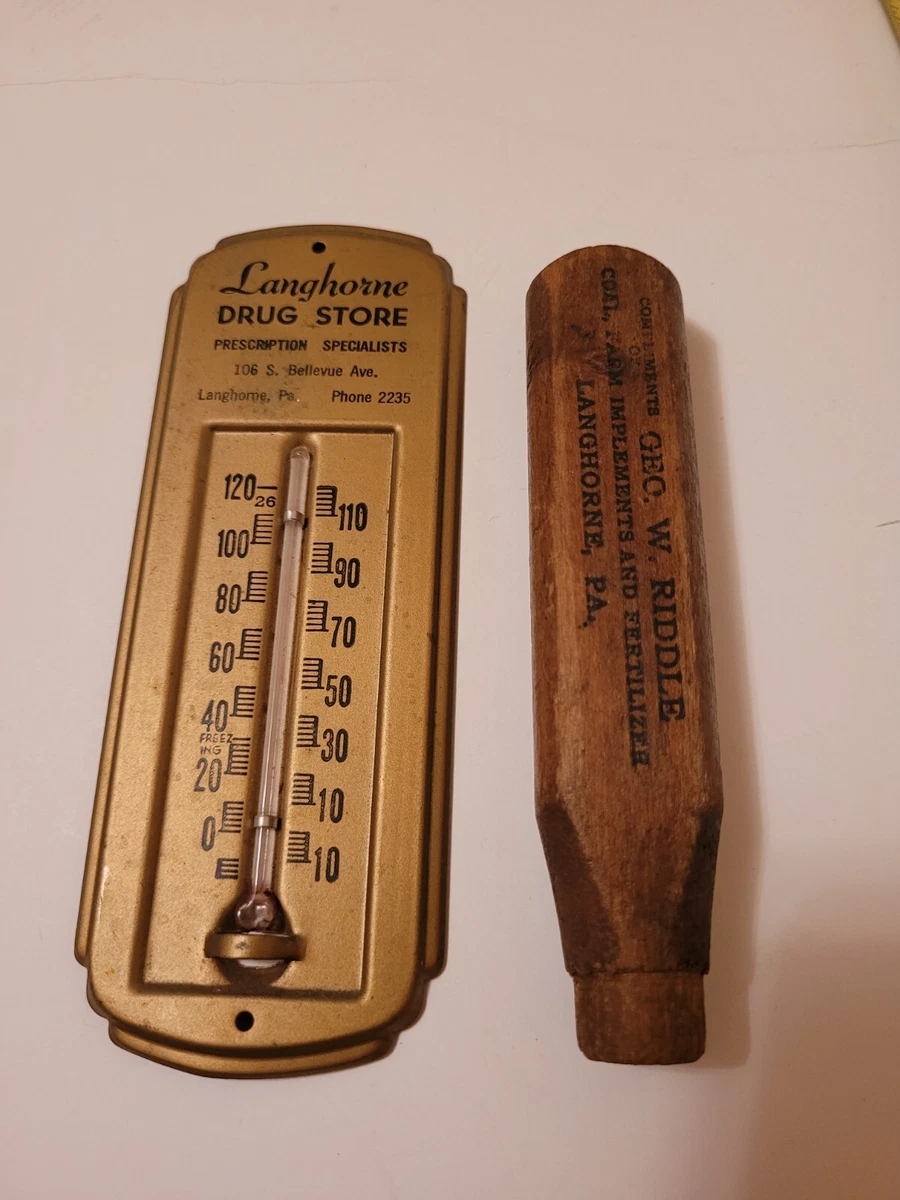 Langhorne
DRUG STORE
PRESCRIPTION SPECIALISTS
106 S. Bellevue Ave.
Langhorne, Pa. Phone 2235
120
26
110
100
90
80
70
60
50
40
30
FREEZ
ING
20
10
0
10
COMPLIMENTS
OF
GEO. W. RIDDLE
COAL, FARM IMPLEMENTS AND FERTILIZER
LANGHORNE, PA.